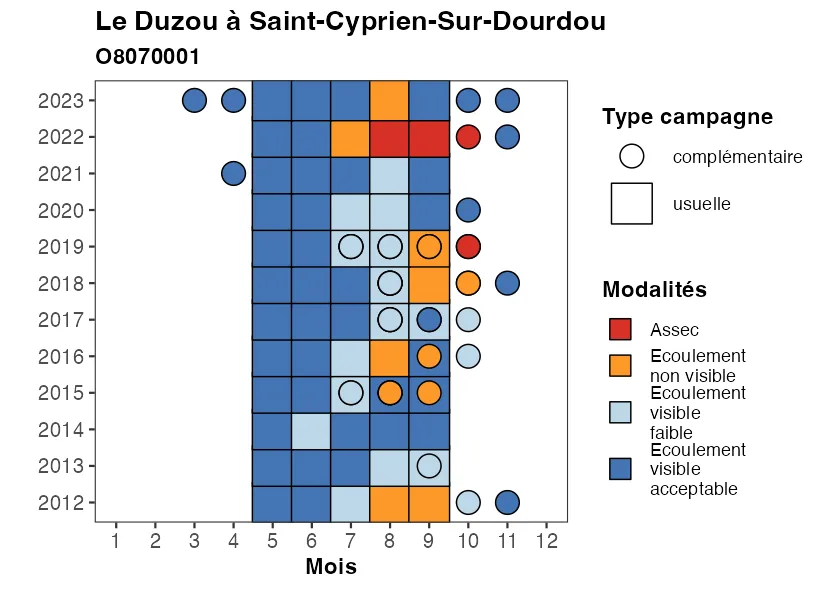 Le Duzou à Saint-Cyprien-Sur-Dourdou
O8070001
2023
2022
2021
2020
2019
2018
2017
2016
2015
2014
2013
2012
1 2 3 4 5 6 7 8 9 10 11 12
Mois
Type campagne
complémentaire
usuelle
Modalités
Assec
Ecoulement
non visible
Ecoulement
visible
faible
Ecoulement
visible
acceptable